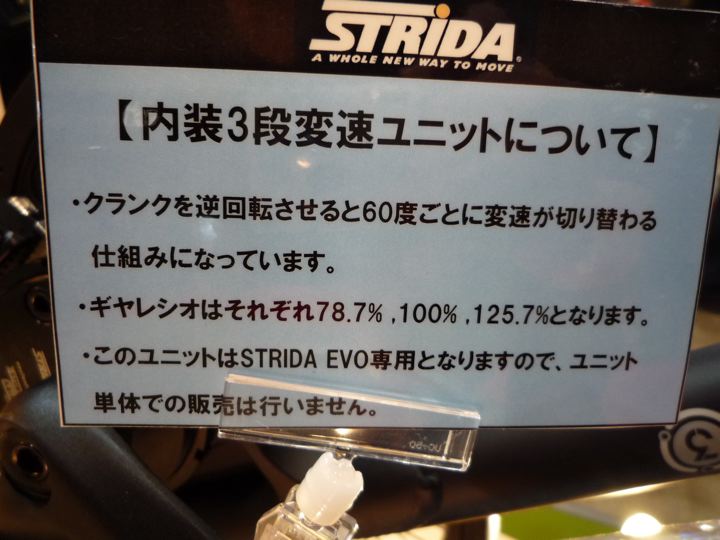 STRiDA
A WHOLE NEW WAY TO MOVE
【内装3段変速ユニットについて】
・クランクを逆回転させると60度ごとに変速が切り替わる
仕組みになっています。
・ギヤレシオはそれぞれ78.7% ,100% ,125.7%となります。
・このユニットはSTRIDA EVO専用となりますので、ユニット
単体での販売は行いません。